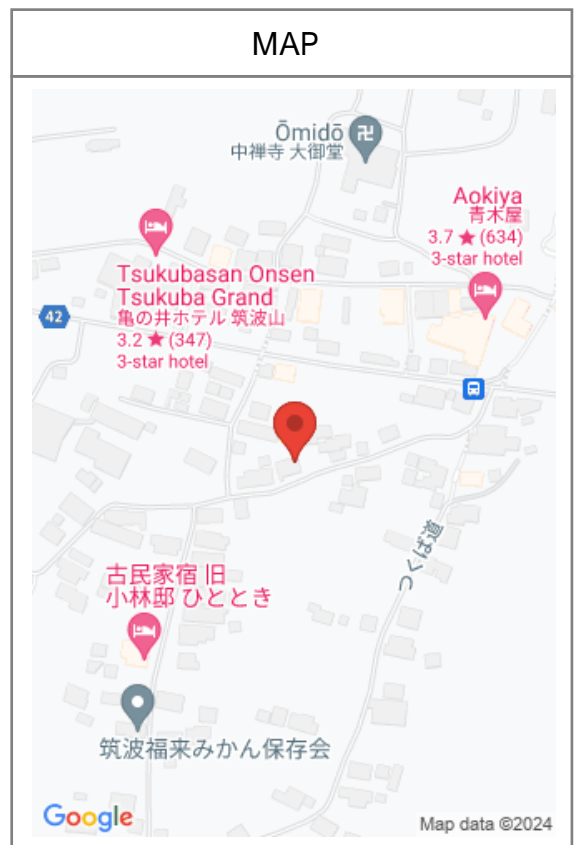 MAP
Ōmidō
中禅寺 大御堂
Aokiya
青木屋
3.7 ★ (634)
3-star hotel
Tsukubasan Onsen
Tsukuba Grand
亀の井ホテル 筑波山
3.2 ★ (347)
3-star hotel
42
つくば道
古民家宿 旧
小林邸 ひととき
筑波福来みかん保存会
Google
Map data ©2024